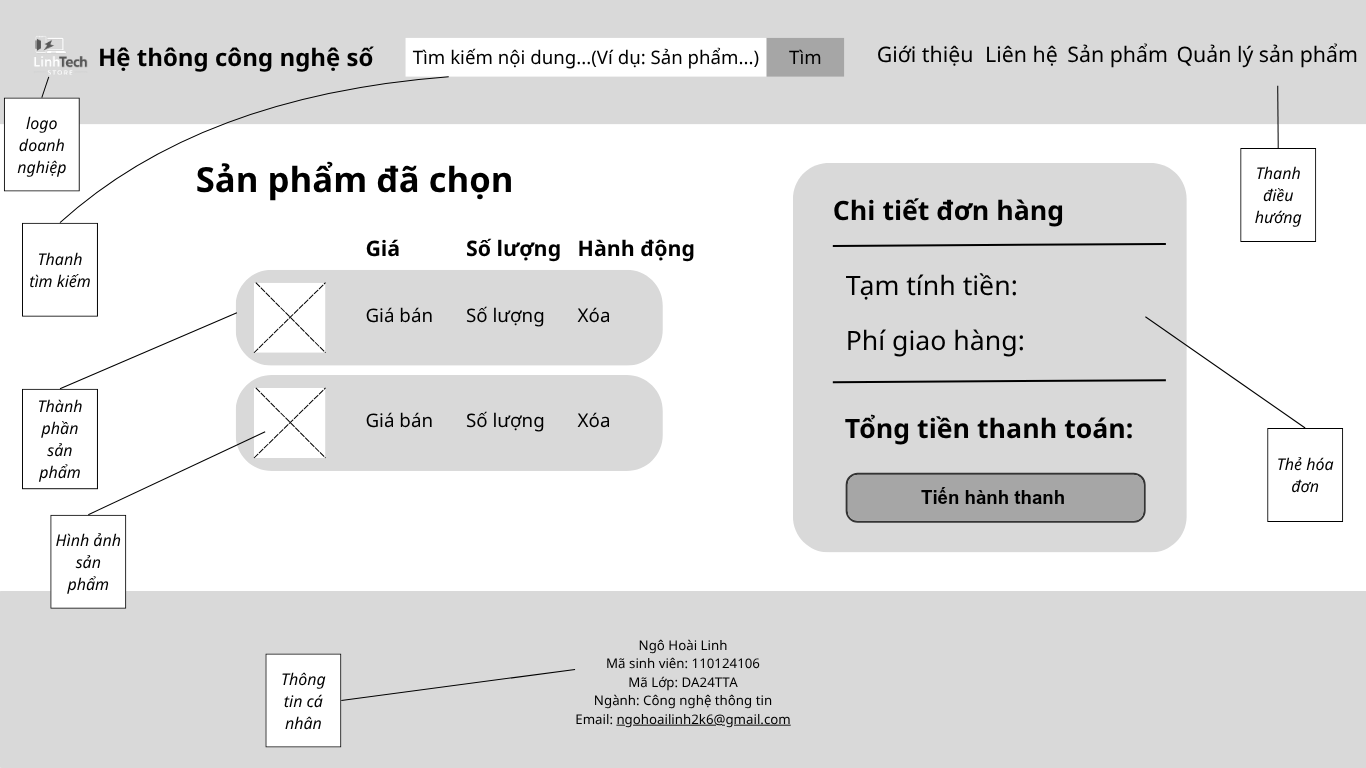 LinhTech
STORE
Hệ thông công nghệ số
Tìm kiếm nội dung...(Ví dụ: Sản phẩm...)
Tìm
Giới thiệu Liên hệ Sản phẩm Quản lý sản phẩm
logo
doanh
nghiệp
Thanh
điều
hướng
Thanh
tìm kiếm
Sản phẩm đã chọn
Giá Số lượng Hành động
Giá bán Số lượng Xóa
Giá bán Số lượng Xóa
Thành
phần
sản
phẩm
Hình ảnh
sản
phẩm
Chi tiết đơn hàng
Tạm tính tiền:
Phí giao hàng:
Tổng tiền thanh toán:
Tiến hành thanh
Thẻ hóa
đơn
Thông
tin cá
nhân
Ngô Hoài Linh
Mã sinh viên: 110124106
Mã Lớp: DA24TTA
Ngành: Công nghệ thông tin
Email: ngohoailinh2k6@gmail.com